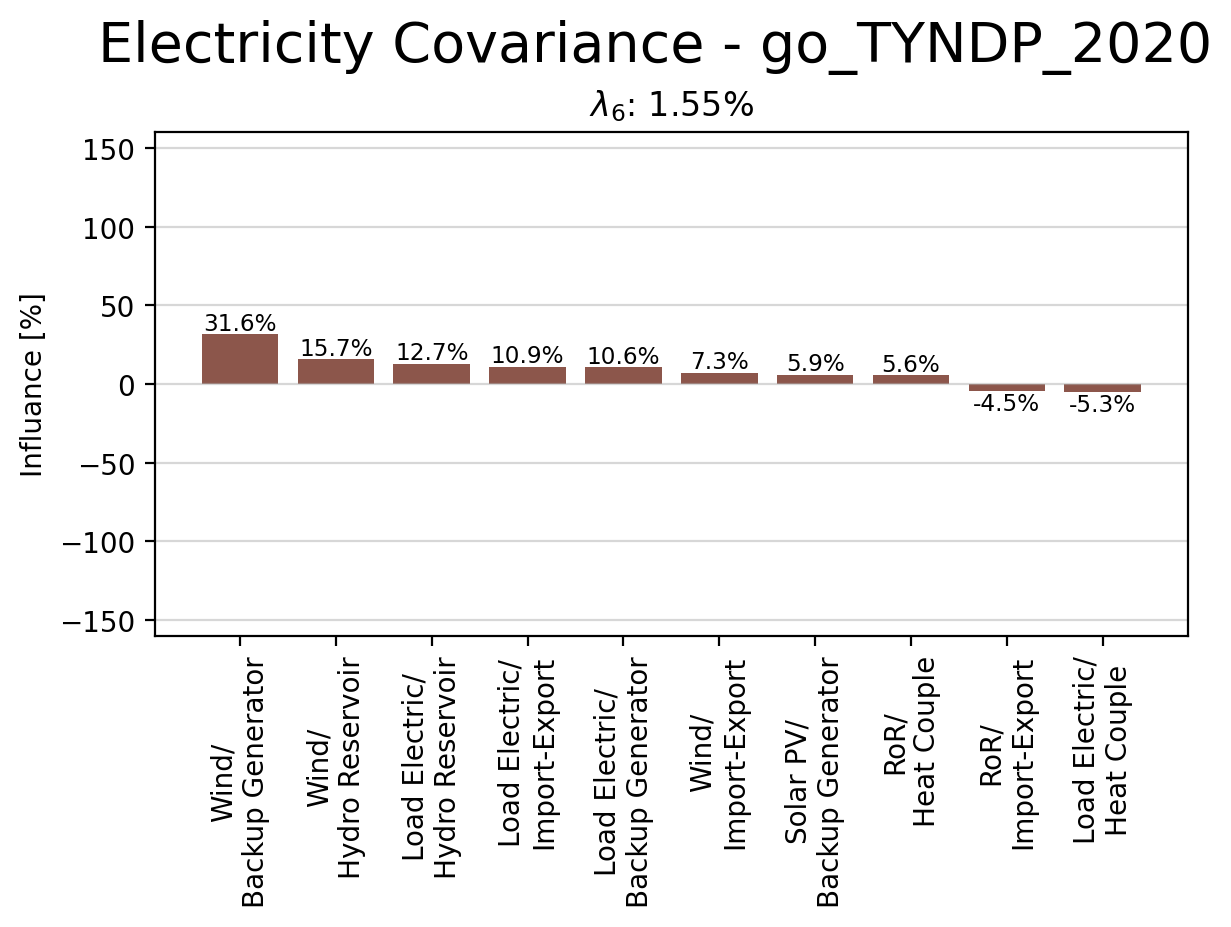 Electricity Covariance - go_TYNDP_2020
λ6: 1.55%
Influance [%]
150
100
50
0
−50
−100
−150
31.6%
15.7%
12.7%
10.9%
10.6%
7.3%
5.9%
5.6%
-4.5%
-5.3%
Wind/
Backup Generator
Wind/
Hydro Reservoir
Load Electric/
Hydro Reservoir
Load Electric/
Import-Export
Load Electric/
Backup Generator
Wind/
Import-Export
Solar PV/
Backup Generator
RoR/
Heat Couple
RoR/
Import-Export
Load Electric/
Heat Couple